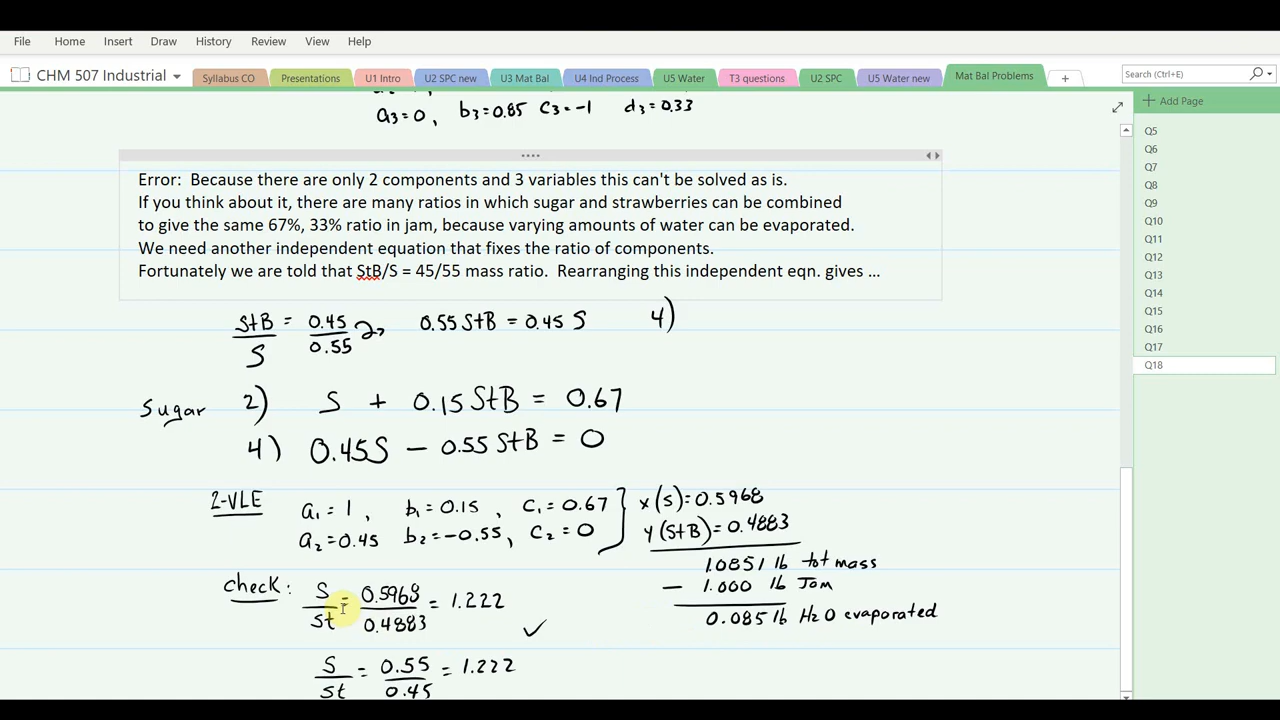 File Home Insert Draw History Review View Help
CHM 507 Industrial
Syllabus CO Presentations U1 Intro U2 SPC new U3 Mat Bal U4 Ind Process U5 Water T3 questions U2 SPC U5 Water new Mat Bal Problems +
Search (Ctrl+E)
+ Add Page
Q5
Q6
Q7
Q8
Q9
Q10
Q11
Q12
Q13
Q14
Q15
Q16
Q17
Q18
a₃=0, b₃=0.85 c₃=-1 d₃=0.33
Error: Because there are only 2 components and 3 variables this can't be solved as is.
If you think about it, there are many ratios in which sugar and strawberries can be combined
to give the same 67%, 33% ratio in jam, because varying amounts of water can be evaporated.
We need another independent equation that fixes the ratio of components.
Fortunately we are told that StB/S = 45/55 mass ratio. Rearranging this independent eqn. gives ...
StB/S = 0.45/0.55 0.55 StB = 0.45 S 4)
Sugar 2) S + 0.15 StB = 0.67
4) 0.45S - 0.55 StB = 0
2-VLE a₁=1, b₁=0.15, c₁=0.67 } x(S)=0.5968
a₂=0.45 b₂=-0.55, c₂=0 y(StB)=0.4883
1.0851 lb tot mass
- 1.000 lb Jam
0.085 lb H2O evaporated
Check: S/St = 0.5968/0.4883 = 1.222 ✓
S/St = 0.55/0.45 = 1.222